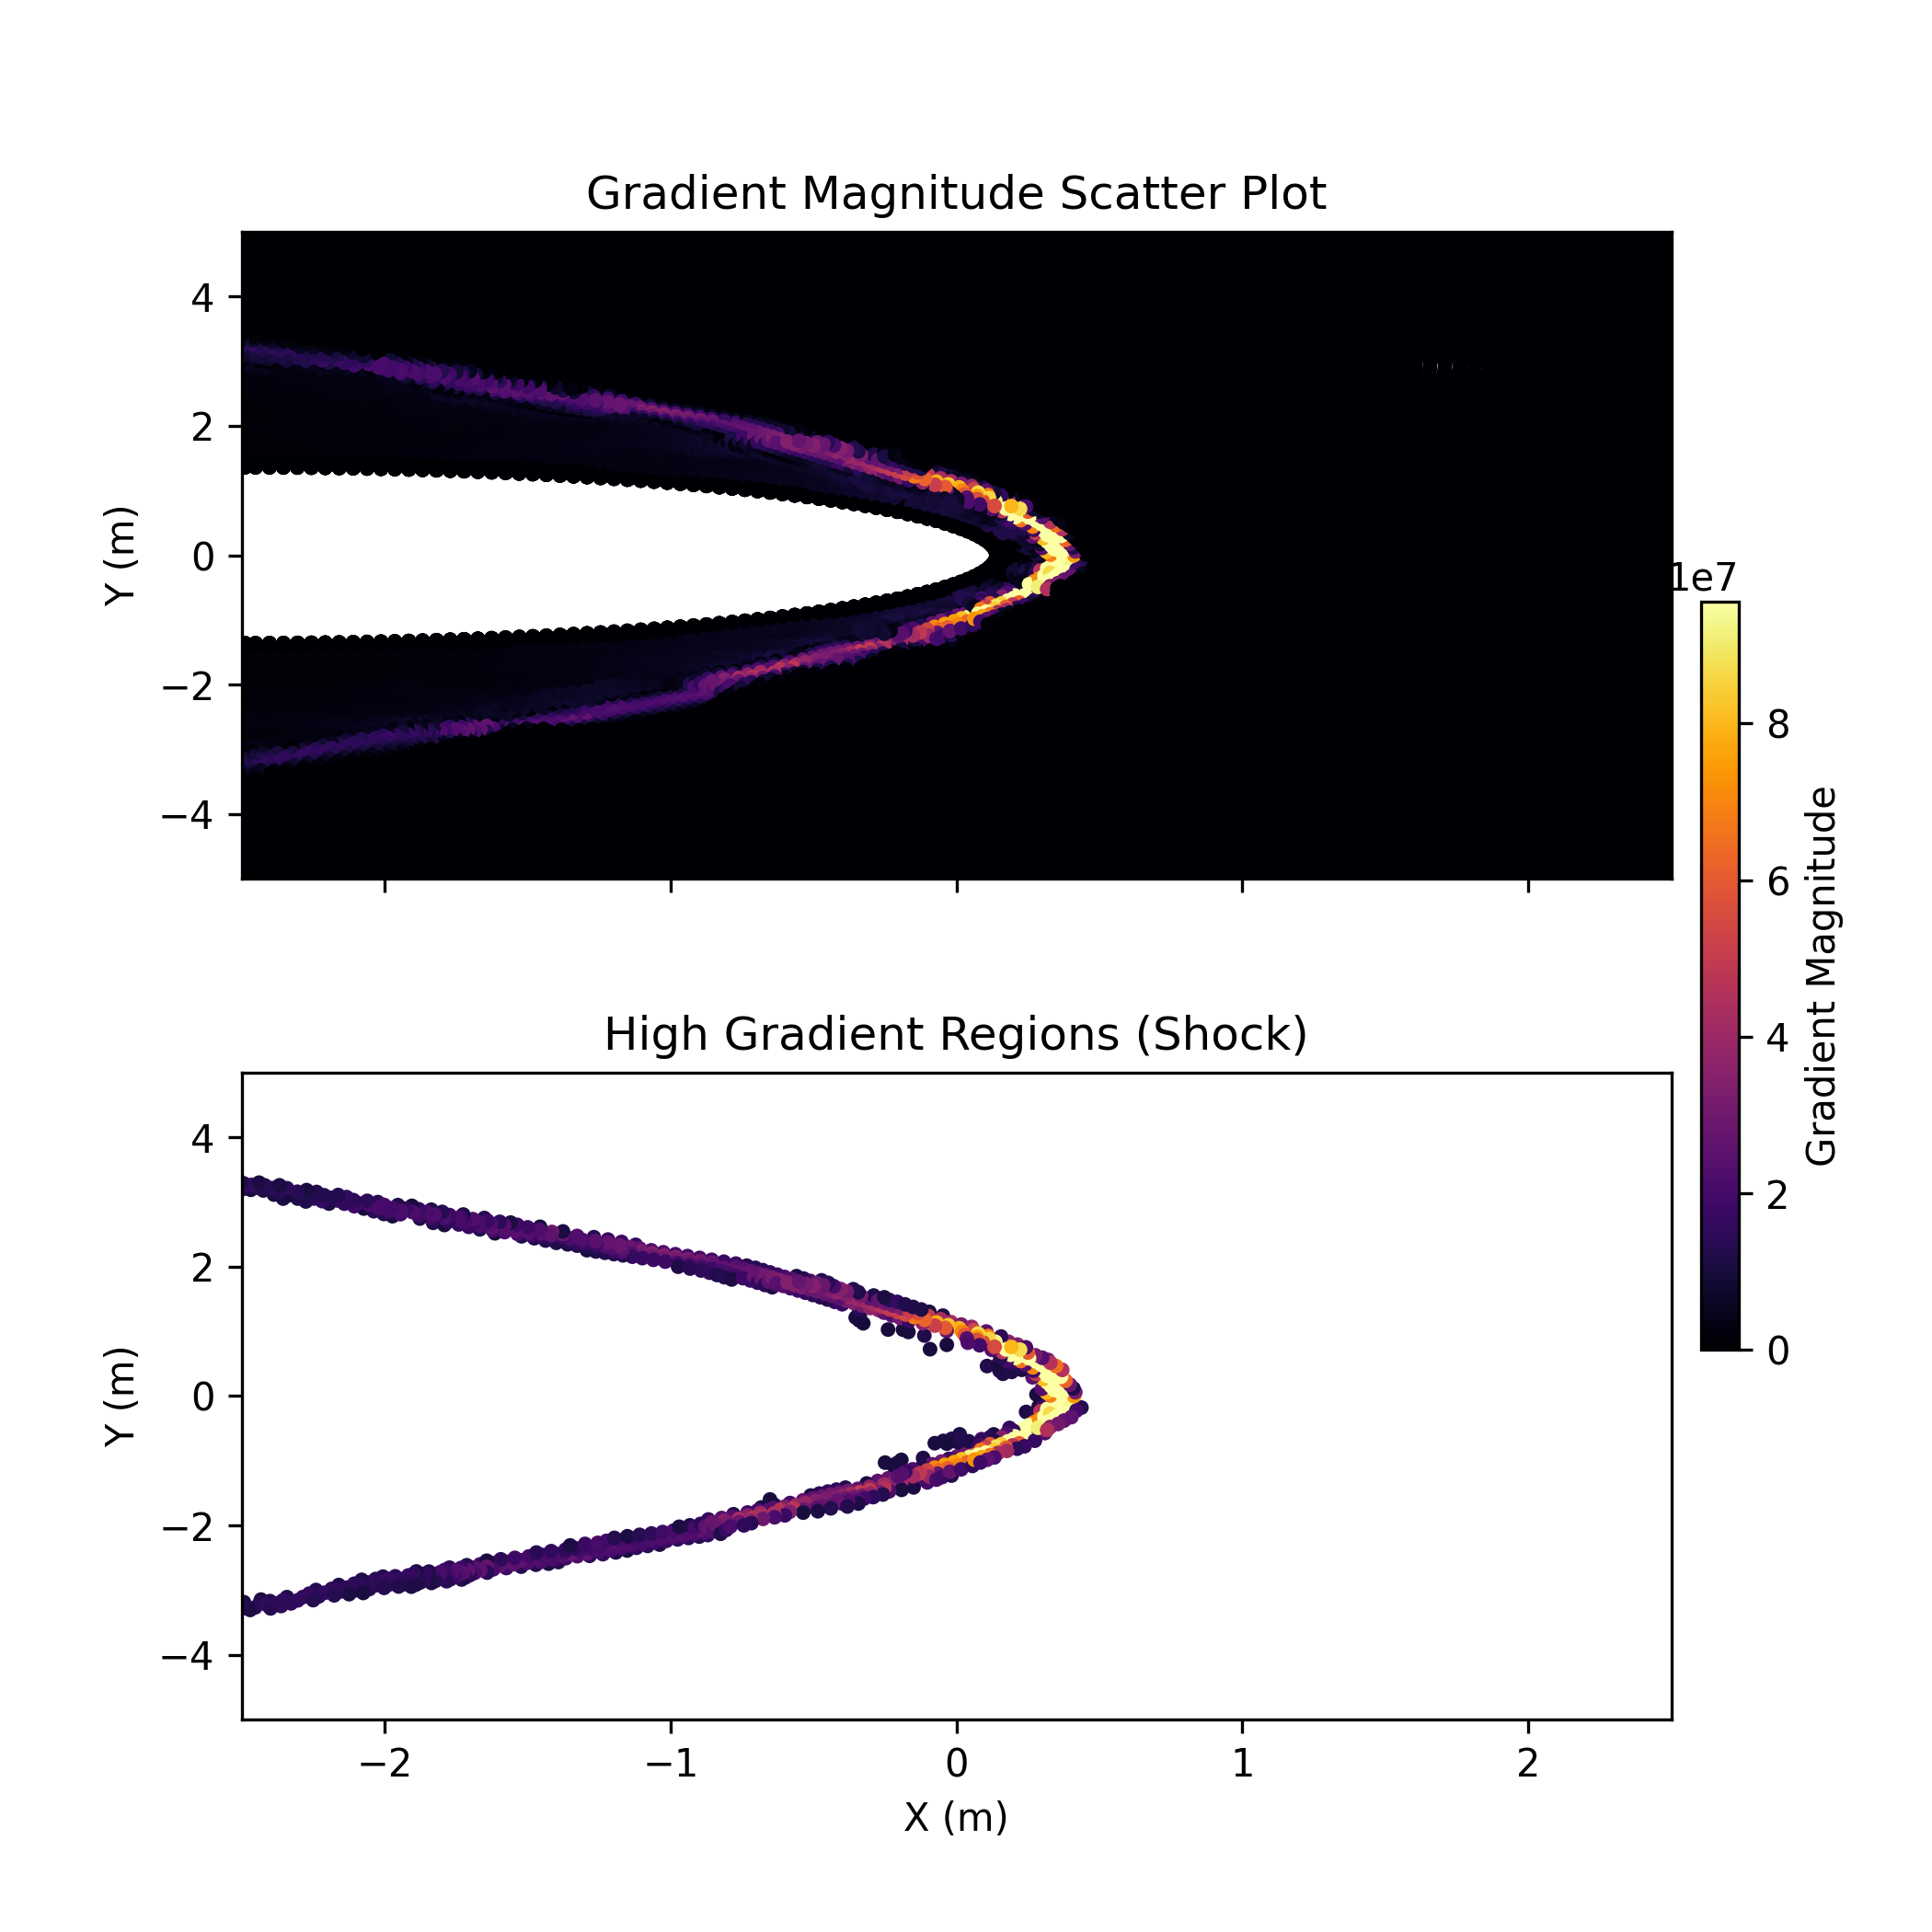 Gradient Magnitude Scatter Plot
4
2
0
−2
−4
Y (m)
1e7
8
6
4
2
0
Gradient Magnitude
High Gradient Regions (Shock)
4
2
0
−2
−4
Y (m)
−2 −1 0 1 2
X (m)